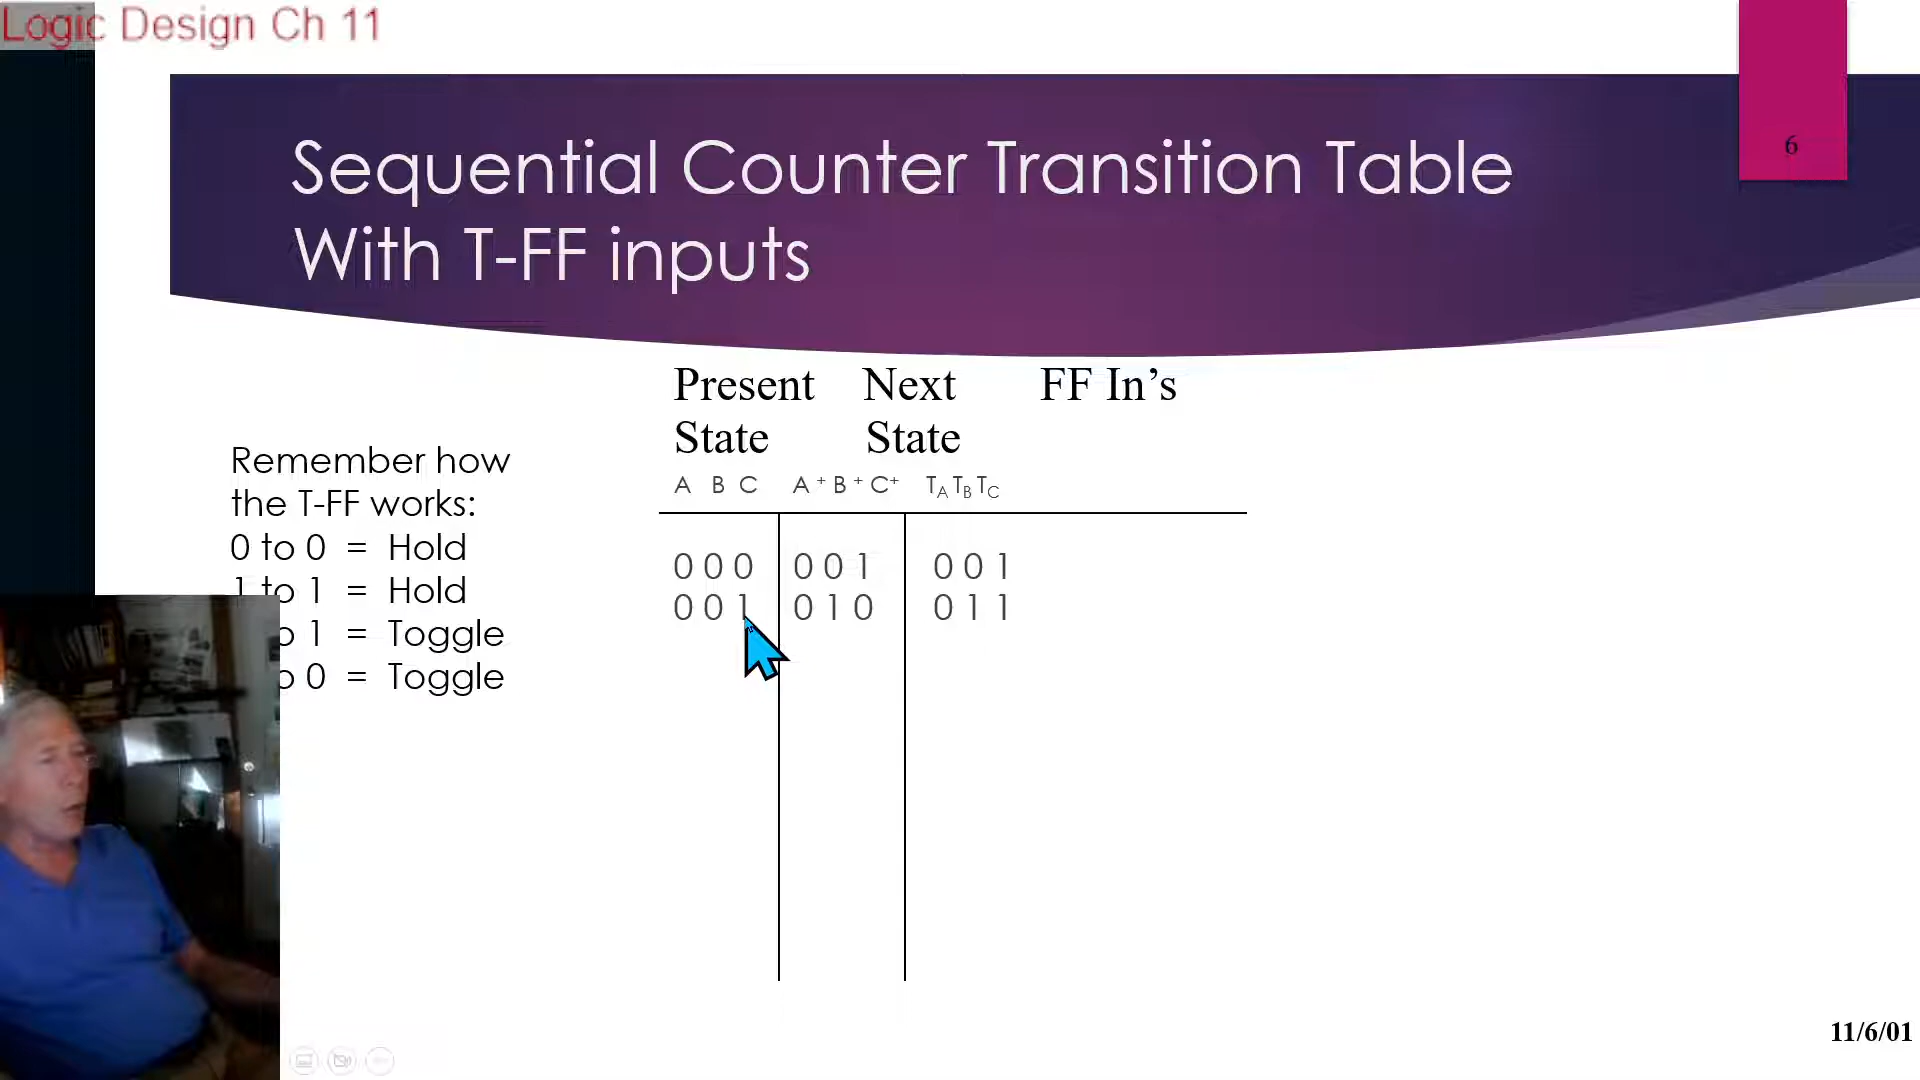 Logic Design Ch 11
6
Sequential Counter Transition Table
With T-FF inputs
Present Next FF In's
State State
Remember how
the T-FF works:
0 to 0 = Hold
1 to 1 = Hold
o 1 = Toggle
o 0 = Toggle
A B C A+ B+ C+ TA TB TC
0 0 0 0 0 1 0 0 1
0 0 1 0 1 0 0 1 1
11/6/01